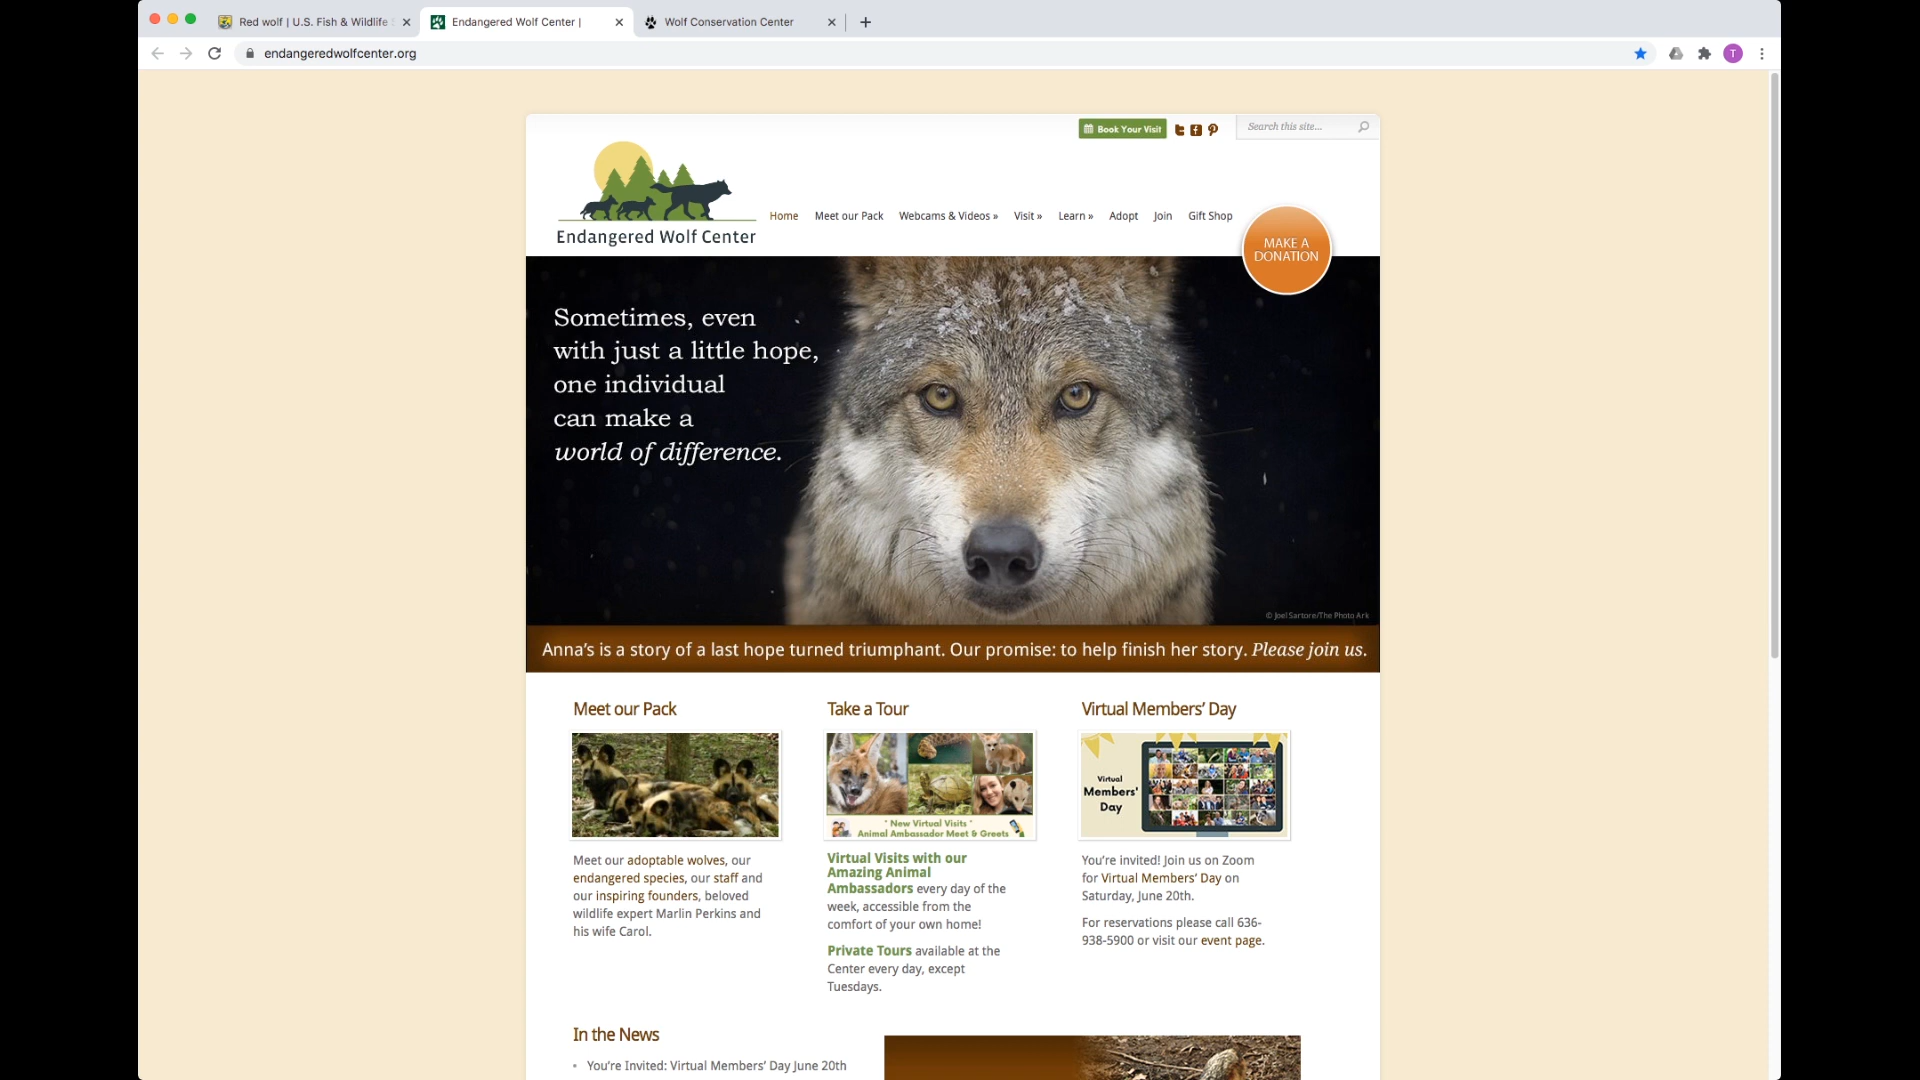 Red wolf | U.S. Fish & Wildlife
Endangered Wolf Center |
Wolf Conservation Center
endangeredwolfcenter.org
T
Book Your Visit
Search this site...
Endangered Wolf Center
Home
Meet our Pack
Webcams & Videos »
Visit »
Learn »
Adopt
Join
Gift Shop
MAKE A
DONATION
Sometimes, even
with just a little hope,
one individual
can make a
world of difference.
© Joel Sartore/The Photo Ark
Anna's is a story of a last hope turned triumphant. Our promise: to help finish her story. Please join us.
Meet our Pack
Meet our adoptable wolves, our
endangered species, our staff and
our inspiring founders, beloved
wildlife expert Marlin Perkins and
his wife Carol.
Take a Tour
* New Virtual Visits *
Animal Ambassador Meet & Greets
Virtual Visits with our
Amazing Animal
Ambassadors every day of the
week, accessible from the
comfort of your own home!
Private Tours available at the
Center every day, except
Tuesdays.
Virtual Members' Day
Virtual
Members'
Day
You're invited! Join us on Zoom
for Virtual Members' Day on
Saturday, June 20th.
For reservations please call 636-
938-5900 or visit our event page.
In the News
You're Invited: Virtual Members' Day June 20th